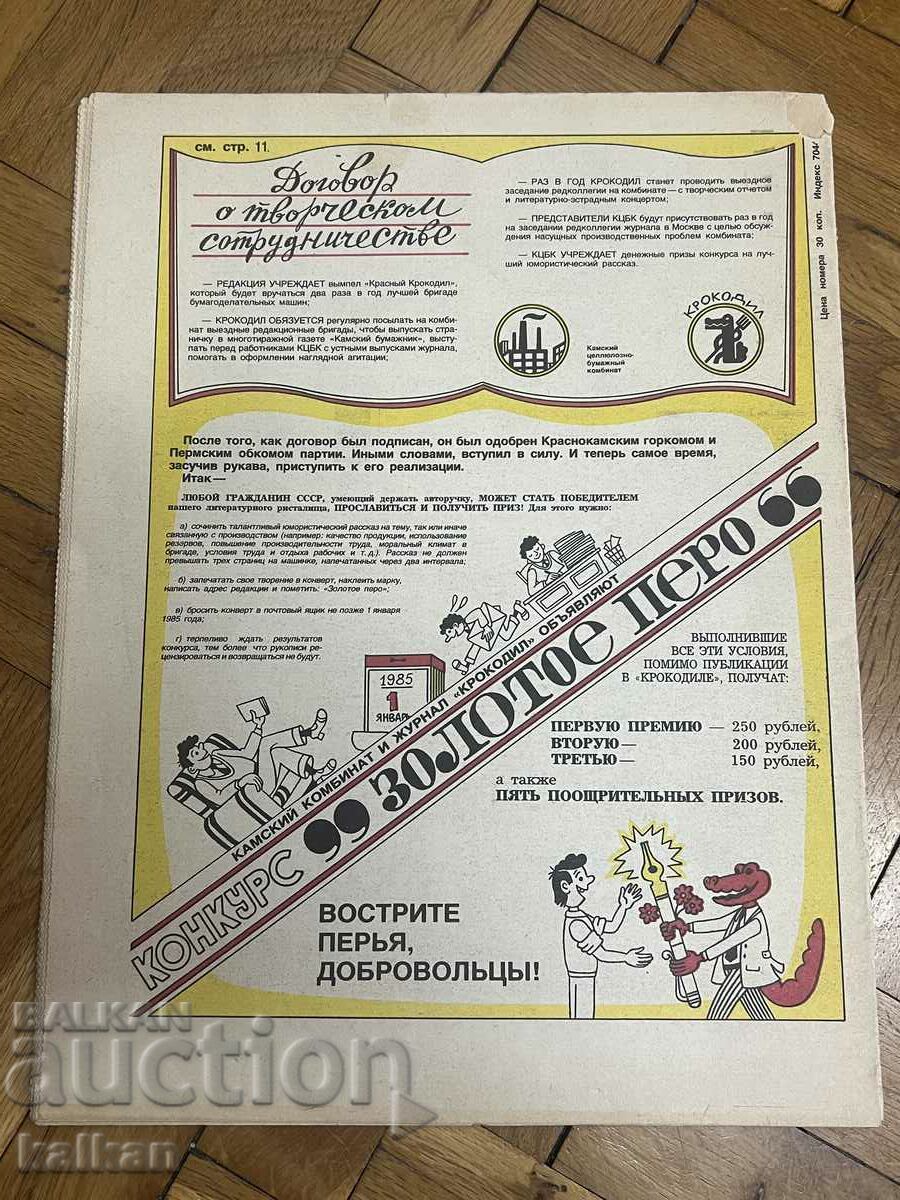 см. стр. 11.
Договор
о творческом
сотрудничестве
— РЕДАКЦИЯ УЧРЕЖДАЕТ вымпел «Красный Крокодил»,
который будет вручаться два раза в год лучшей бригаде
бумагоделательных машин;
— КРОКОДИЛ ОБЯЗУЕТСЯ регулярно посылать на комби-
нат выездные редакционные бригады, чтобы выпускать стра-
ничку в многотиражной газете «Камский бумажник», высту-
пать перед работниками КЦБК с устными выпусками журнала,
помогать в оформлении наглядной агитации;
— РАЗ В ГОД КРОКОДИЛ станет проводить выездное
заседание редколлегии на комбинате — с творческим отчетом
и литературно-эстрадным концертом;
— ПРЕДСТАВИТЕЛИ КЦБК будут присутствовать раз в год
на заседании редколлегии журнала в Москве с целью обсуж-
дения насущных производственных проблем комбината;
— КЦБК УЧРЕЖДАЕТ денежные призы конкурса на луч-
ший юмористический рассказ.
Камский
целлюлозно-
бумажный
комбинат
КРОКОДИЛ
Цена номера 30 коп. Индекс 704
После того, как договор был подписан, он был одобрен Краснокамским горкомом и
Пермским обкомом партии. Иными словами, вступил в силу. И теперь самое время,
засучив рукава, приступить к его реализации.
Итак—
ЛЮБОЙ ГРАЖДАНИН СССР, умеющий держать авторучку, МОЖЕТ СТАТЬ ПОБЕДИТЕЛЕМ
нашего литературного ристалища, ПРОСЛАВИТЬСЯ И ПОЛУЧИТЬ ПРИЗ! Для этого нужно:
а) сочинить талантливый юмористический рассказ на тему, так или иначе
связанную с производством (например: качество продукции, использование
резервов, повышение производительности труда, моральный климат в
бригаде, условия труда и отдыха рабочих и т. д.). Рассказ не должен
превышать трех страниц на машинке, напечатанных через два интервала;
б) запечатать свое творение в конверт, наклеить марку,
написать адрес редакции и пометить: «Золотое перо»;
в) бросить конверт в почтовый ящик не позже 1 января
1985 года;
г) терпеливо ждать результатов
конкурса, тем более что рукописи ре-
цензироваться и возвращаться не будут.
1985
1
ЯНВАРЬ
КАМСКИЙ КОМБИНАТ И ЖУРНАЛ «КРОКОДИЛ» ОБЪЯВЛЯЮТ
КОНКУРС „ЗОЛОТОЕ ПЕРО“
ВЫПОЛНИВШИЕ
ВСЕ ЭТИ УСЛОВИЯ,
ПОМИМО ПУБЛИКАЦИИ
В «КРОКОДИЛЕ», ПОЛУЧАТ:
ПЕРВУЮ ПРЕМИЮ — 250 рублей,
ВТОРУЮ — 200 рублей,
ТРЕТЬЮ — 150 рублей,
а также
ПЯТЬ ПООЩРИТЕЛЬНЫХ ПРИЗОВ.
ВОСТРИТЕ
ПЕРЬЯ,
ДОБРОВОЛЬЦЫ!
BALKAN
auction
kalkan